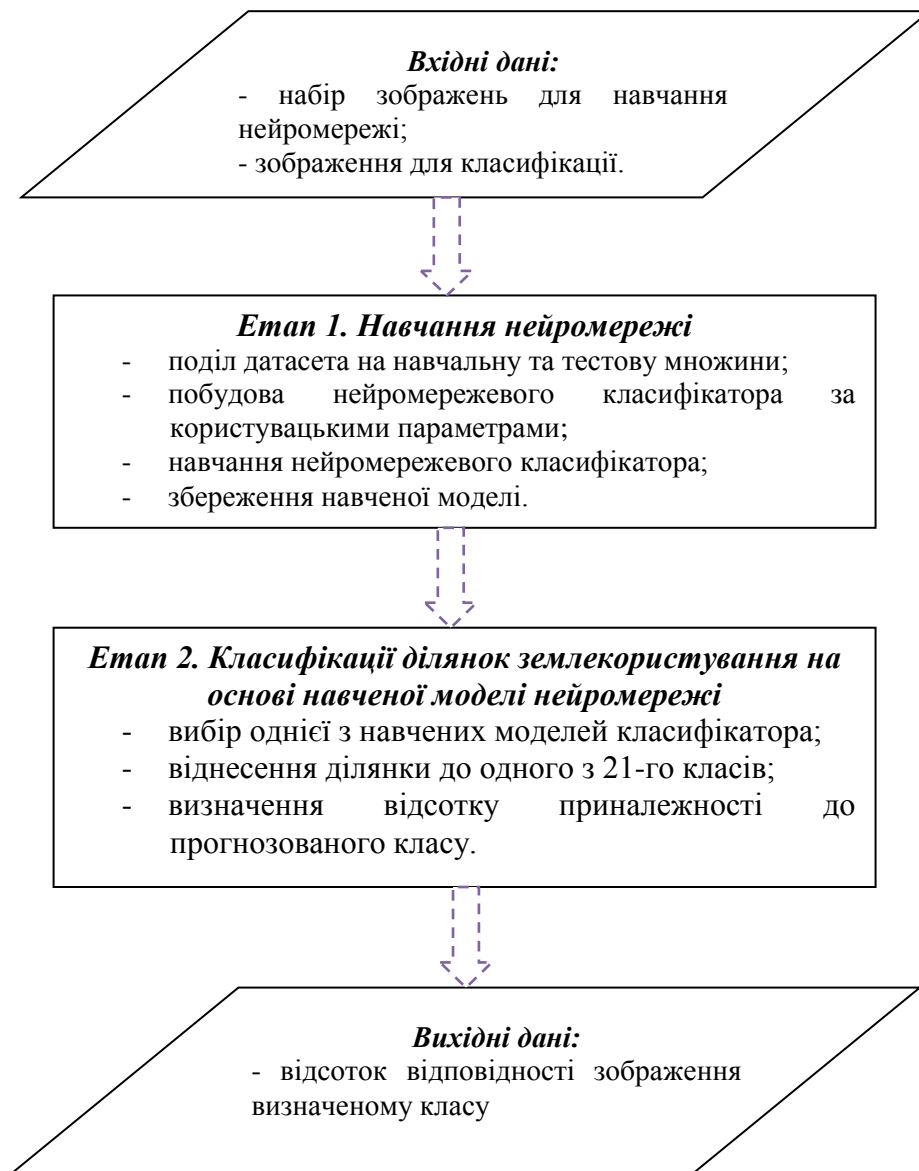 Вхідні дані:
- набір зображень для навчання
нейромережі;
- зображення для класифікації.
Етап 1. Навчання нейромережі
- поділ датасета на навчальну та тестову множини;
- побудова нейромережевого класифікатора за
користувацькими параметрами;
- навчання нейромережевого класифікатора;
- збереження навченої моделі.
Етап 2. Класифікації ділянок землекористування на
основі навченої моделі нейромережі
- вибір однієї з навчених моделей класифікатора;
- віднесення ділянки до одного з 21-го класів;
- визначення відсотку приналежності до
прогнозованого класу.
Вихідні дані:
- відсоток відповідності зображення
визначеному класу